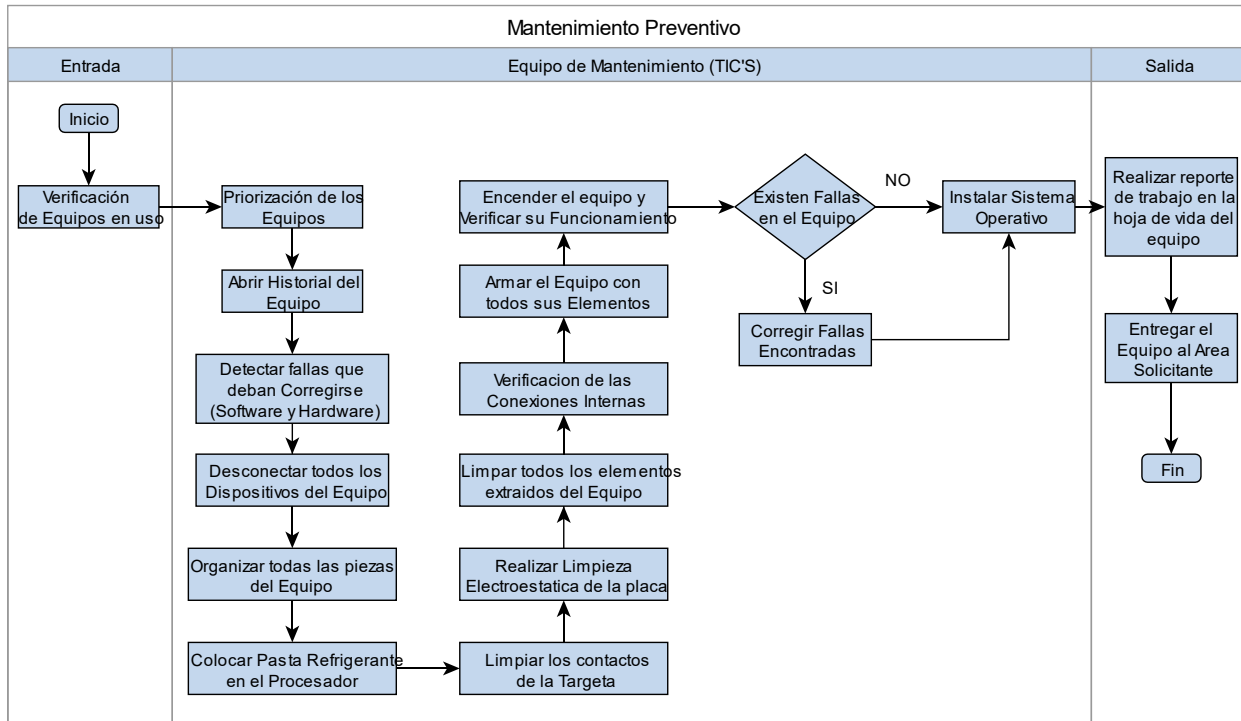 Mantenimiento Preventivo
Entrada
Equipo de Mantenimiento (TIC'S)
Salida
Inicio
Verificación
de Equipos en uso
Priorización de los
Equipos
Abrir Historial del
Equipo
Detectar fallas que
deban Corregirse
(Software y Hardware)
Desconectar todos los
Dispositivos del Equipo
Organizar todas las piezas
del Equipo
Colocar Pasta Refrigerante
en el Procesador
Limpiar los contactos
de la Targeta
Realizar Limpieza
Electroestatica de la placa
Limpar todos los elementos
extraidos del Equipo
Verificacion de las
Conexiones Internas
Armar el Equipo con
todos sus Elementos
Encender el equipo y
Verificar su Funcionamiento
Existen Fallas
en el Equipo
NO
SI
Corregir Fallas
Encontradas
Instalar Sistema
Operativo
Realizar reporte
de trabajo en la
hoja de vida del
equipo
Entregar el
Equipo al Area
Solicitante
Fin